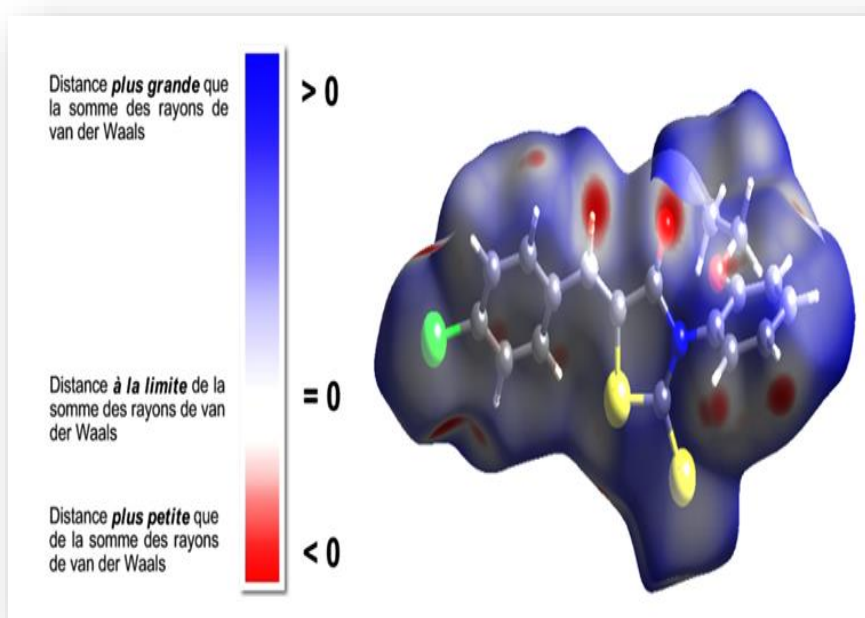 Distance plus grande que
la somme des rayons de
van der Waals
> 0
Distance à la limite de la
somme des rayons de van
der Waals
= 0
Distance plus petite que
de la somme des rayons
de van der Waals
< 0